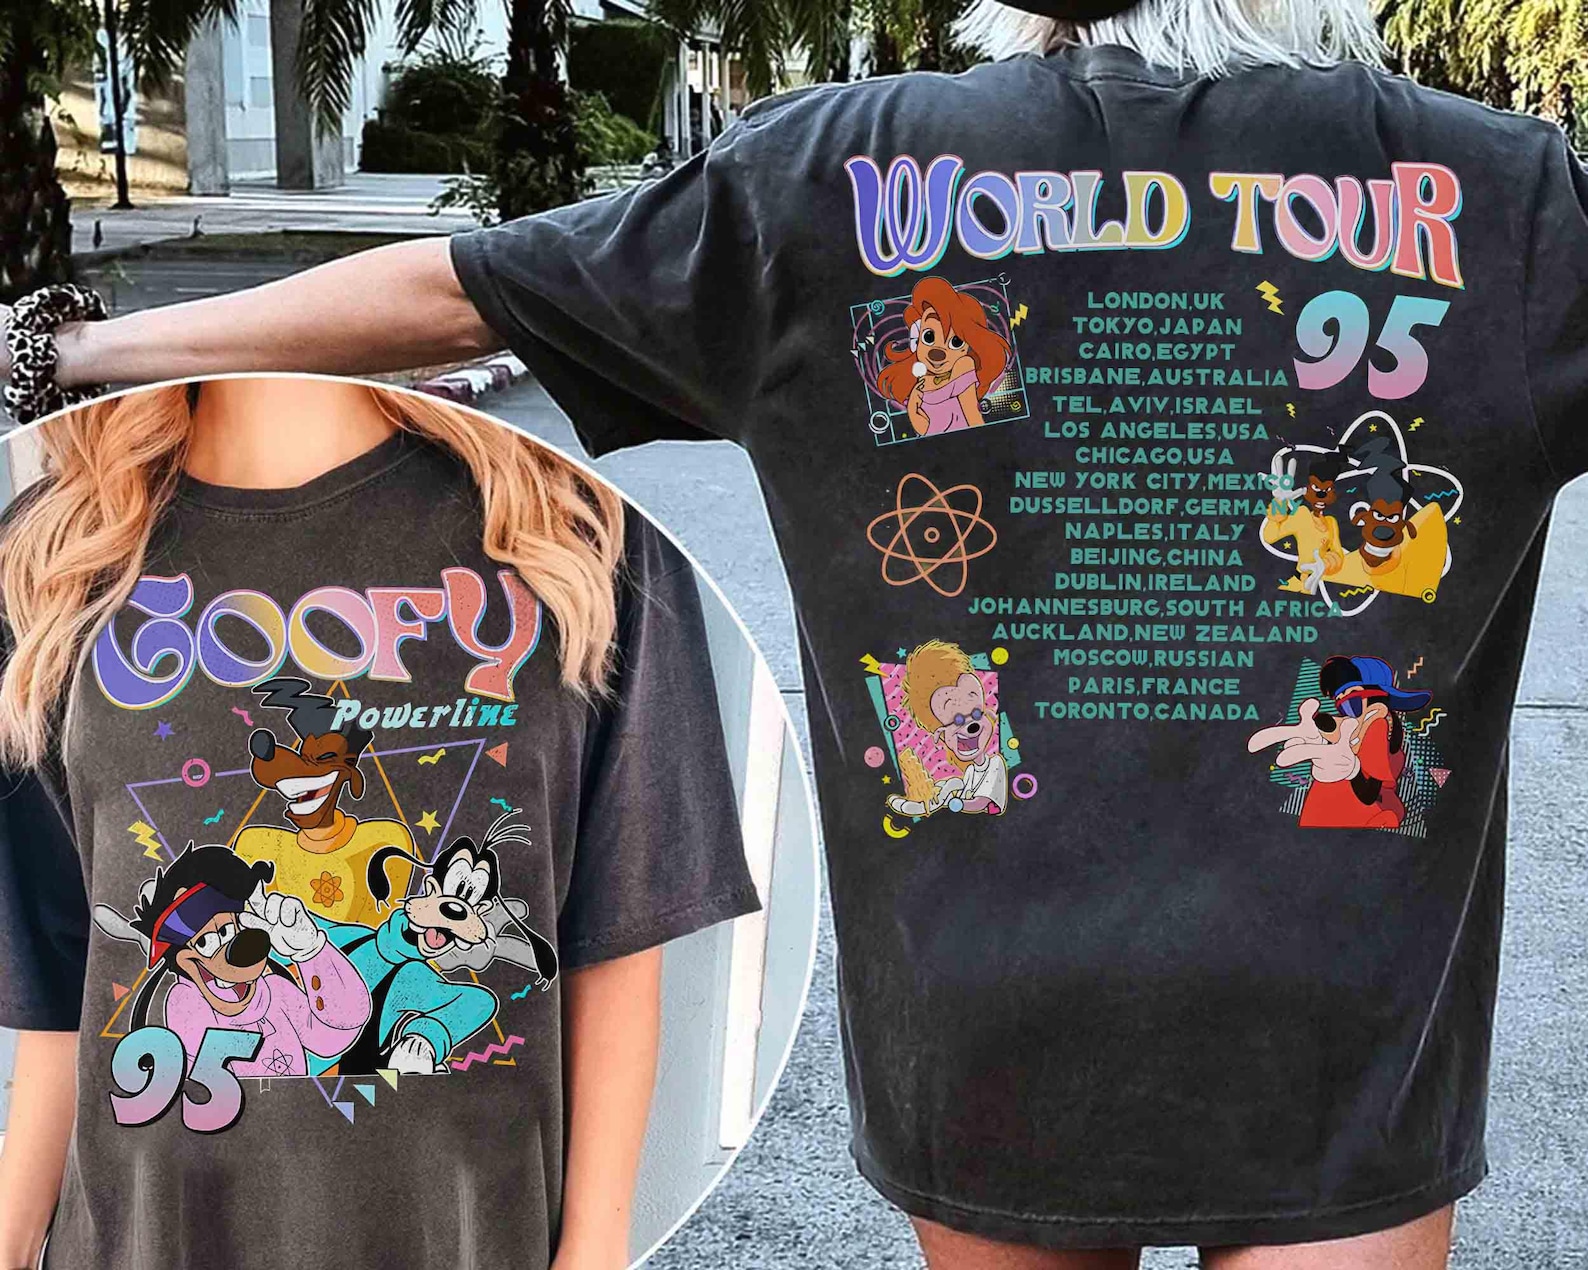 GOOFY
POWERLINE
95
WORLD TOUR
95
LONDON,UK
TOKYO,JAPAN
CAIRO,EGYPT
BRISBANE,AUSTRALIA
TEL,AVIV,ISRAEL
LOS ANGELES,USA
CHICAGO,USA
NEW YORK CITY,MEXICO
DUSSELLDORF,GERMANY
NAPLES,ITALY
BEIJING,CHINA
DUBLIN,IRELAND
JOHANNESBURG,SOUTH AFRICA
AUCKLAND,NEW ZEALAND
MOSCOW,RUSSIAN
PARIS,FRANCE
TORONTO,CANADA